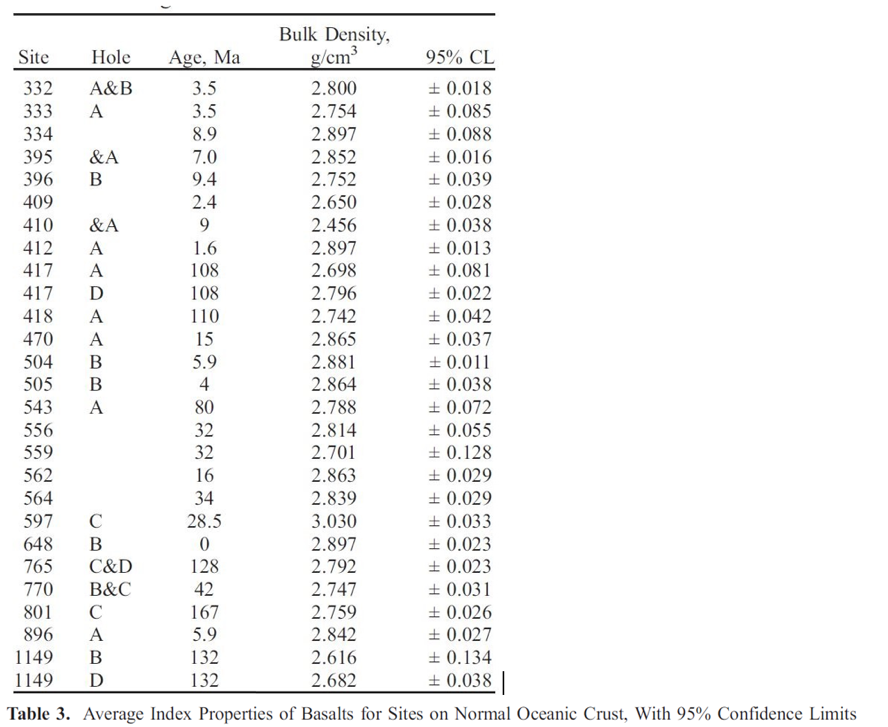 Bulk Density,
Site Hole Age, Ma g/cm³ 95% CL
332 A&B 3.5 2.800 ± 0.018
333 A 3.5 2.754 ± 0.085
334 8.9 2.897 ± 0.088
395 &A 7.0 2.852 ± 0.016
396 B 9.4 2.752 ± 0.039
409 2.4 2.650 ± 0.028
410 &A 9 2.456 ± 0.038
412 A 1.6 2.897 ± 0.013
417 A 108 2.698 ± 0.081
417 D 108 2.796 ± 0.022
418 A 110 2.742 ± 0.042
470 A 15 2.865 ± 0.037
504 B 5.9 2.881 ± 0.011
505 B 4 2.864 ± 0.038
543 A 80 2.788 ± 0.072
556 32 2.814 ± 0.055
559 32 2.701 ± 0.128
562 16 2.863 ± 0.029
564 34 2.839 ± 0.029
597 C 28.5 3.030 ± 0.033
648 B 0 2.897 ± 0.023
765 C&D 128 2.792 ± 0.023
770 B&C 42 2.747 ± 0.031
801 C 167 2.759 ± 0.026
896 A 5.9 2.842 ± 0.027
1149 B 132 2.616 ± 0.134
1149 D 132 2.682 ± 0.038
Table 3. Average Index Properties of Basalts for Sites on Normal Oceanic Crust, With 95% Confidence Limits